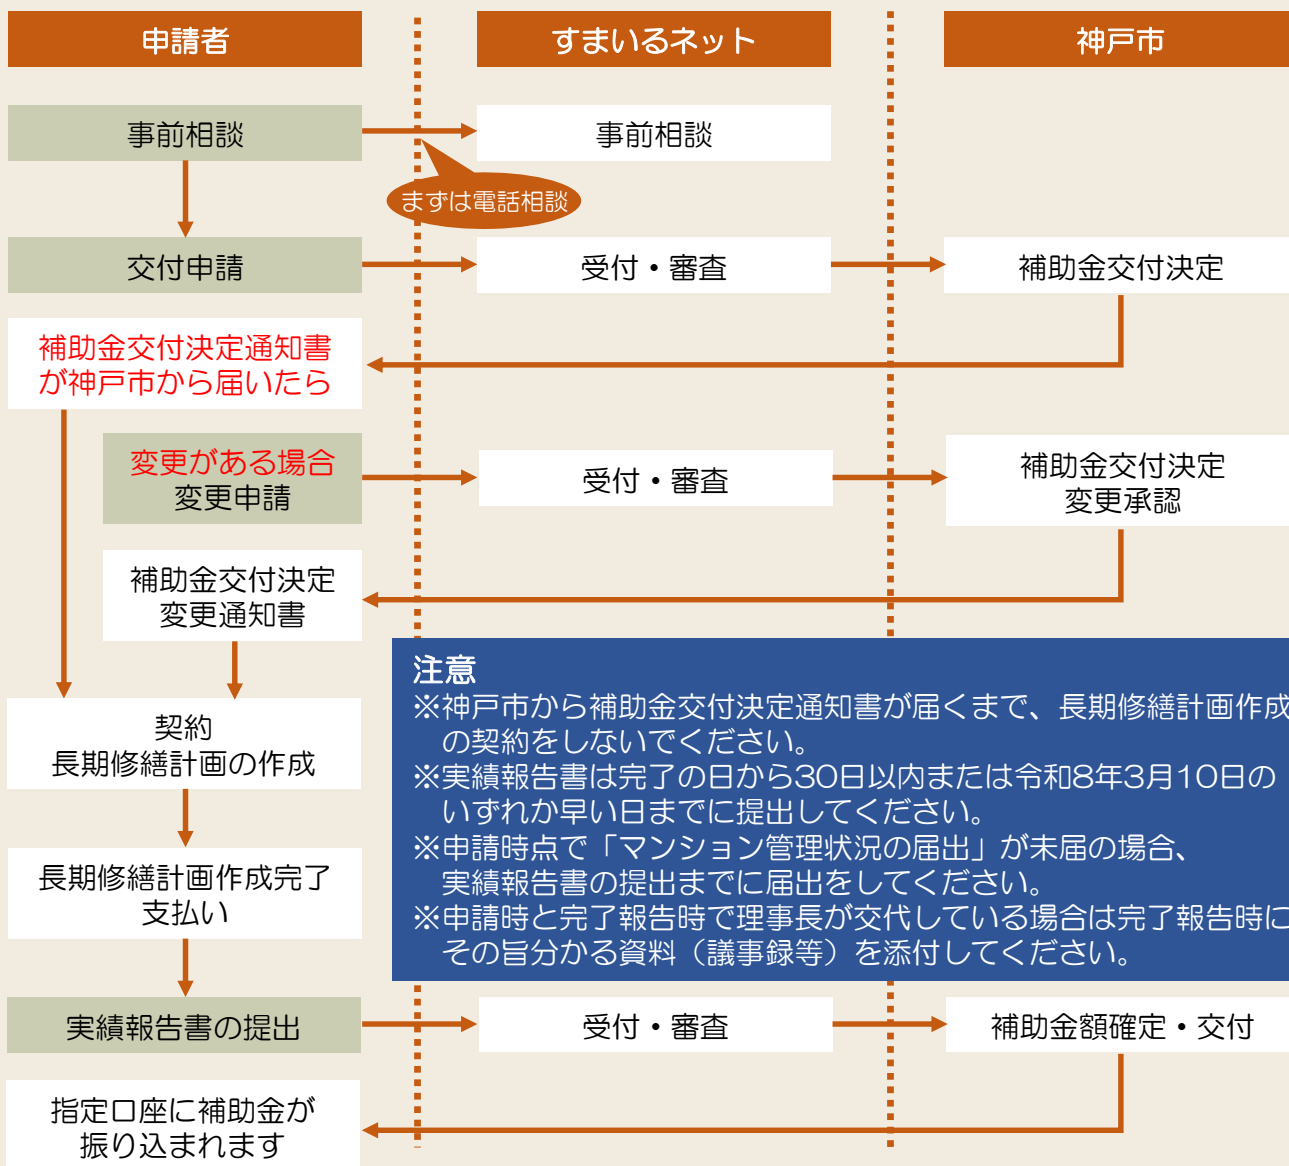 申請者
すまいるネット
神戸市
事前相談
事前相談
まずは電話相談
交付申請
受付・審査
補助金交付決定
補助金交付決定通知書
が神戸市から届いたら
変更がある場合
変更申請
受付・審査
補助金交付決定
変更承認
補助金交付決定
変更通知書
契約
長期修繕計画の作成
長期修繕計画作成完了
支払い
注意
※神戸市から補助金交付決定通知書が届くまで、長期修繕計画作成
の契約をしないでください。
※実績報告書は完了の日から30日以内または令和8年3月10日の
いずれか早い日までに提出してください。
※申請時点で「マンション管理状況の届出」が未届の場合、
実績報告書の提出までに届出をしてください。
※申請時と完了報告時で理事長が交代している場合は完了報告時に
その旨分かる資料（議事録等）を添付してください。
実績報告書の提出
受付・審査
補助金額確定・交付
指定口座に補助金が
振り込まれます